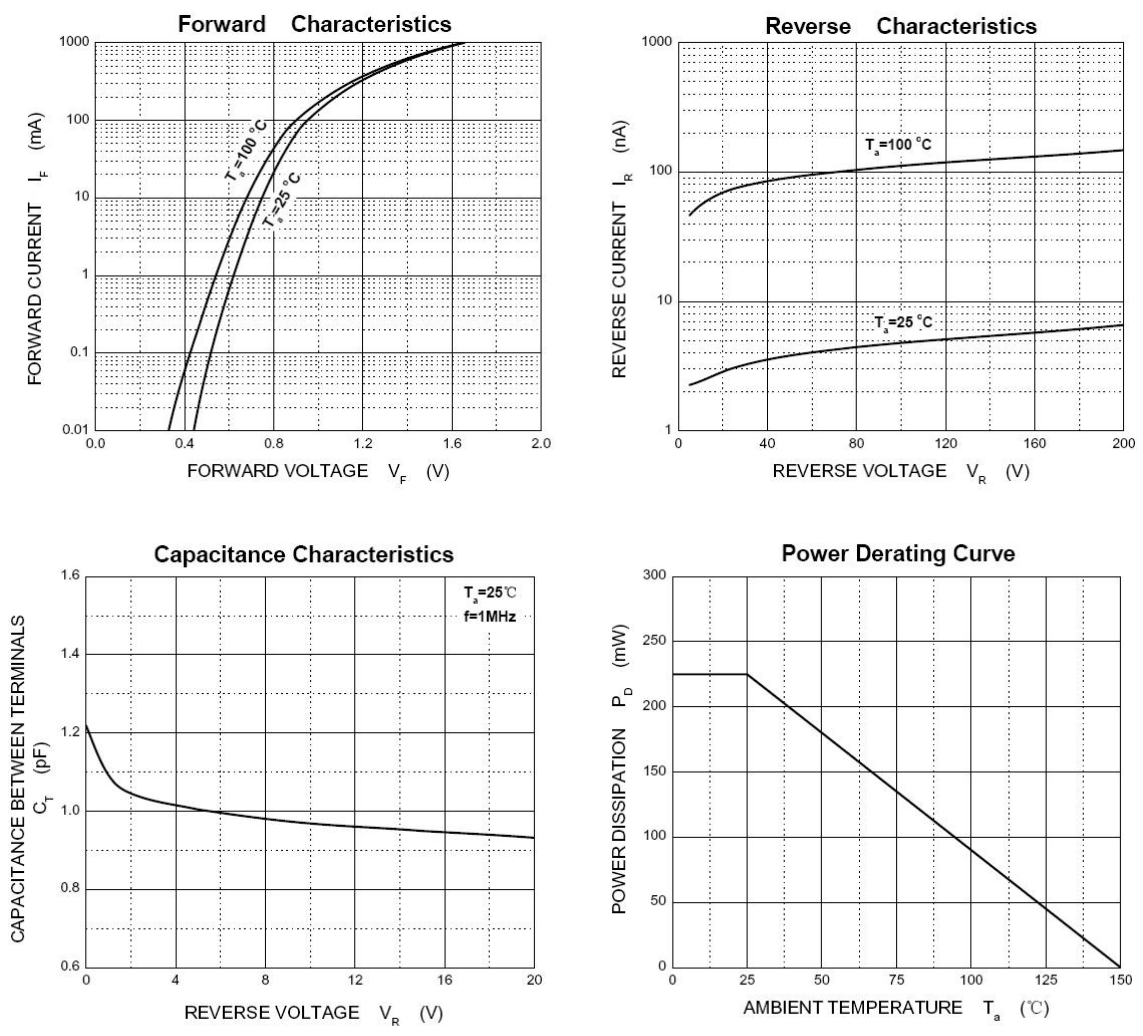 Forward Characteristics
1000
100
10
1
0.1
0.01
FORWARD CURRENT I_F (mA)
T_a=100 °C
T_a=25 °C
0.0 0.4 0.8 1.2 1.6 2.0
FORWARD VOLTAGE V_F (V)
Reverse Characteristics
1000
100
10
1
REVERSE CURRENT I_R (nA)
T_a=100 °C
T_a=25 °C
0 40 80 120 160 200
REVERSE VOLTAGE V_R (V)
Capacitance Characteristics
1.6
1.4
1.2
1.0
0.8
0.6
CAPACITANCE BETWEEN TERMINALS
C_T (pF)
T_a=25℃
f=1MHz
0 4 8 12 16 20
REVERSE VOLTAGE V_R (V)
Power Derating Curve
300
250
200
150
100
50
0
POWER DISSIPATION P_D (mW)
0 25 50 75 100 125 150
AMBIENT TEMPERATURE T_a (℃)